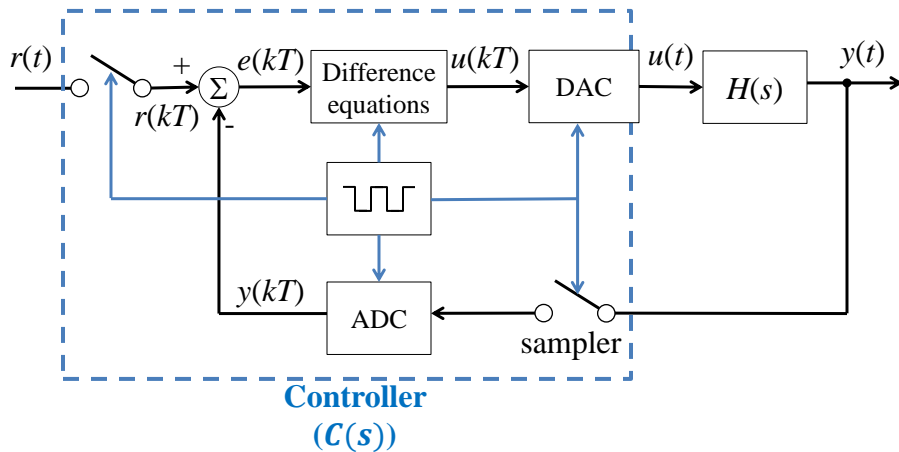 r(t)
+
r(kT)
Σ
-
e(kT)
Difference
equations
u(kT)
DAC
u(t)
H(s)
y(t)
y(kT)
ADC
sampler
Controller
(C(s))